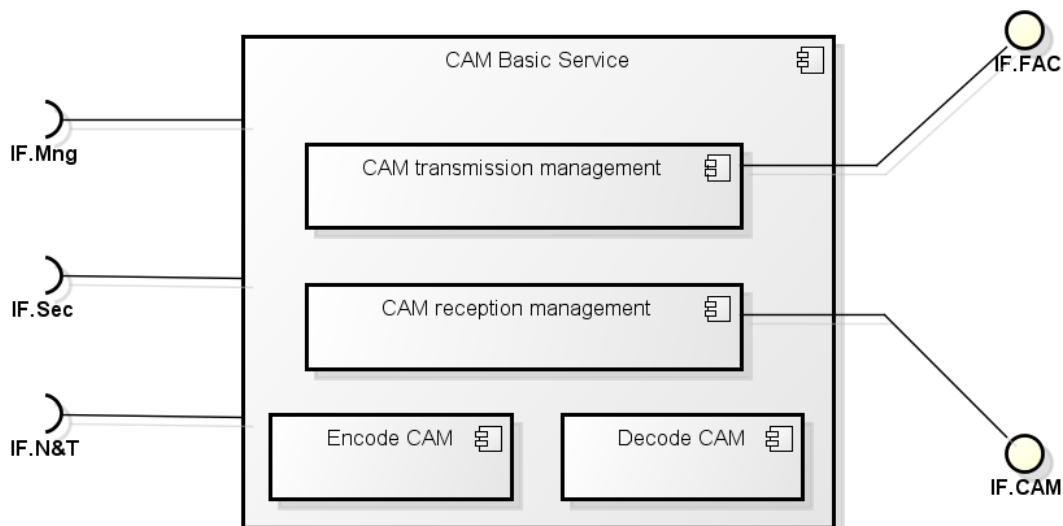 CAM Basic Service
IF.FAC
IF.Mng
CAM transmission management
IF.Sec
CAM reception management
IF.N&T
Encode CAM
Decode CAM
IF.CAM